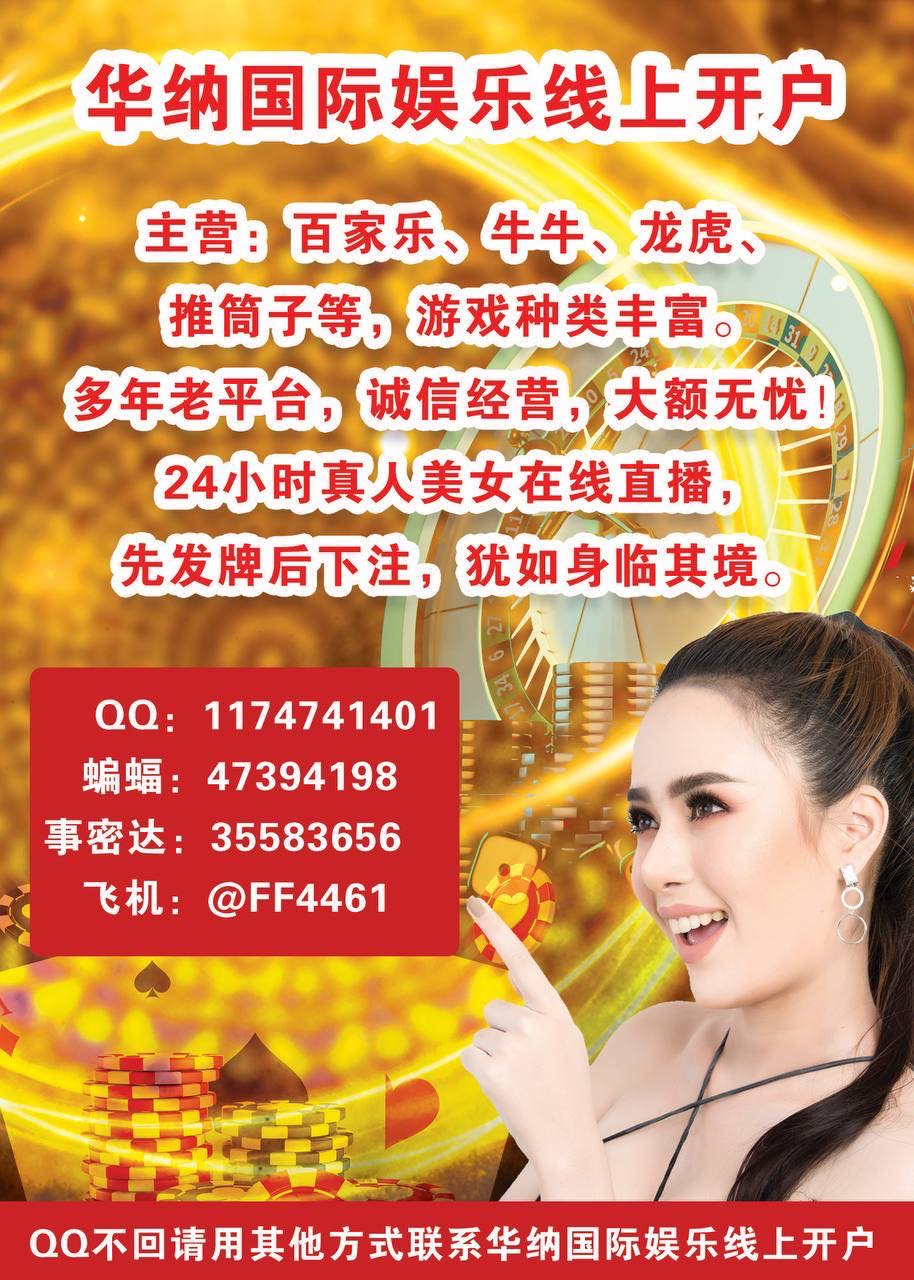 华纳国际娱乐线上开户
主营：百家乐、牛牛、龙虎、
推筒子等，游戏种类丰富。
多年老平台，诚信经营，大额无忧！
24小时真人美女在线直播，
先发牌后下注，犹如身临其境。
QQ：1174741401
蝙蝠：47394198
事密达：35583656
飞机：@FF4461
QQ不回请用其他方式联系华纳国际娱乐线上开户